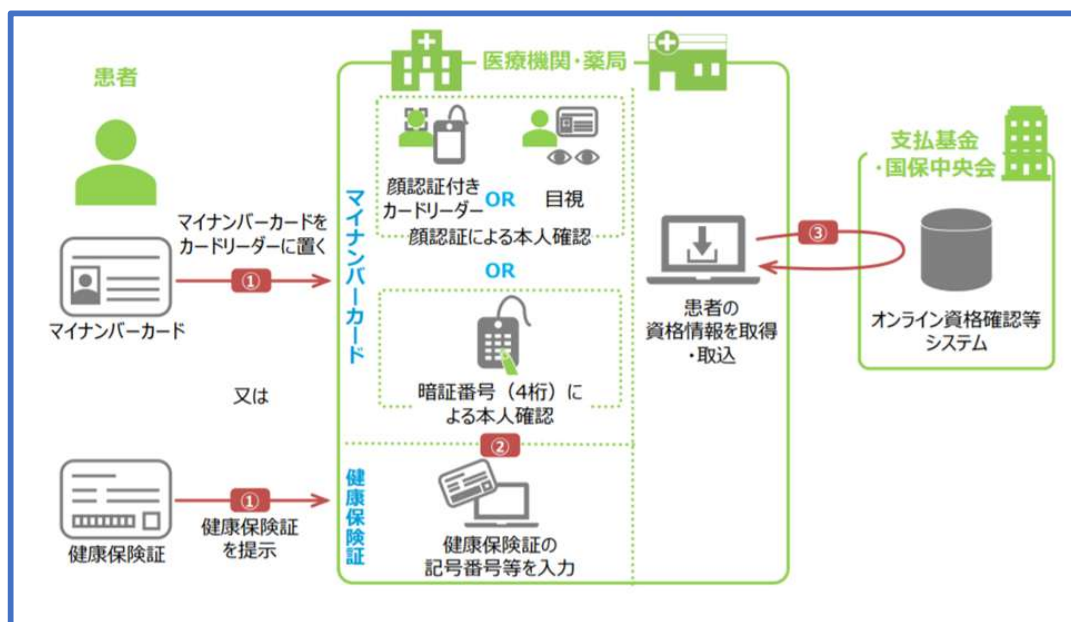 患者
医療機関・薬局
支払基金
・国保中央会
マイナンバーカードを
カードリーダーに置く
①
マイナンバーカード
又は
①
健康保険証
を提示
健康保険証
マイナンバーカード
顔認証付き
カードリーダー
OR
目視
顔認証による本人確認
OR
暗証番号（4桁）に
よる本人確認
②
健康保険証
健康保険証の
記号番号等を入力
患者の
資格情報を取得
・取込
③
オンライン資格確認等
システム